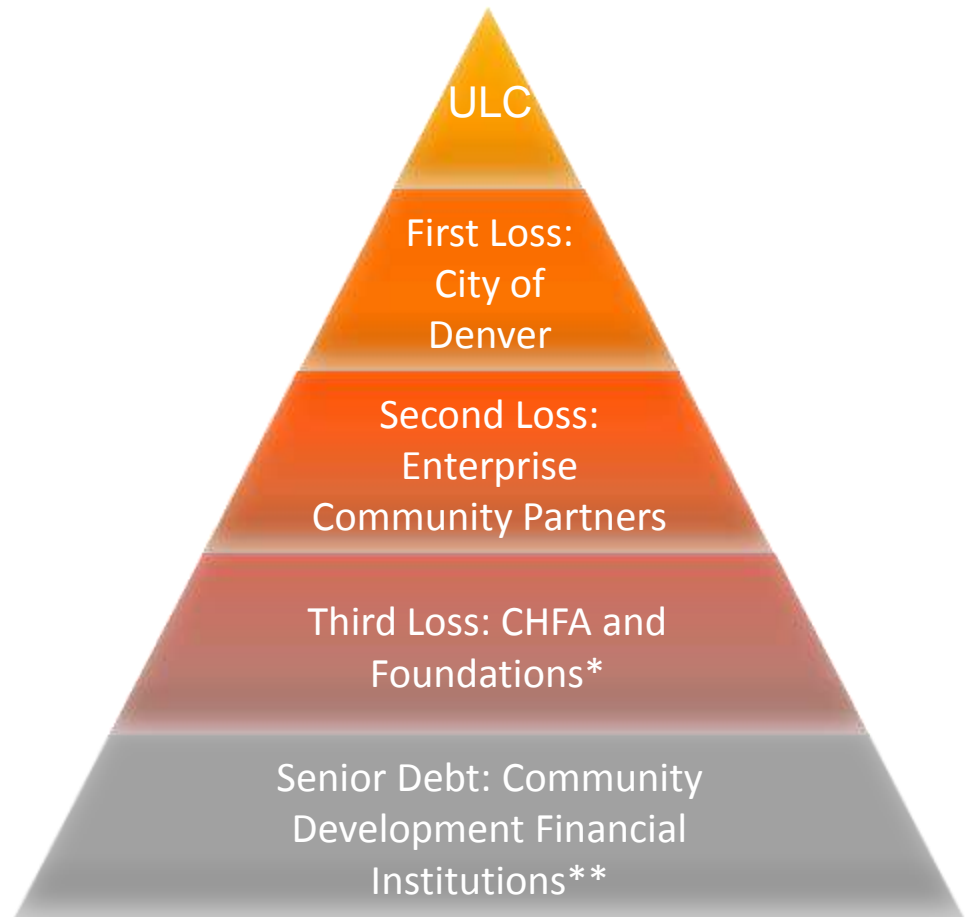 ULC
First Loss:
City of
Denver
Second Loss:
Enterprise
Community Partners
Third Loss: CHFA and
Foundations*
Senior Debt: Community
Development Financial
Institutions**